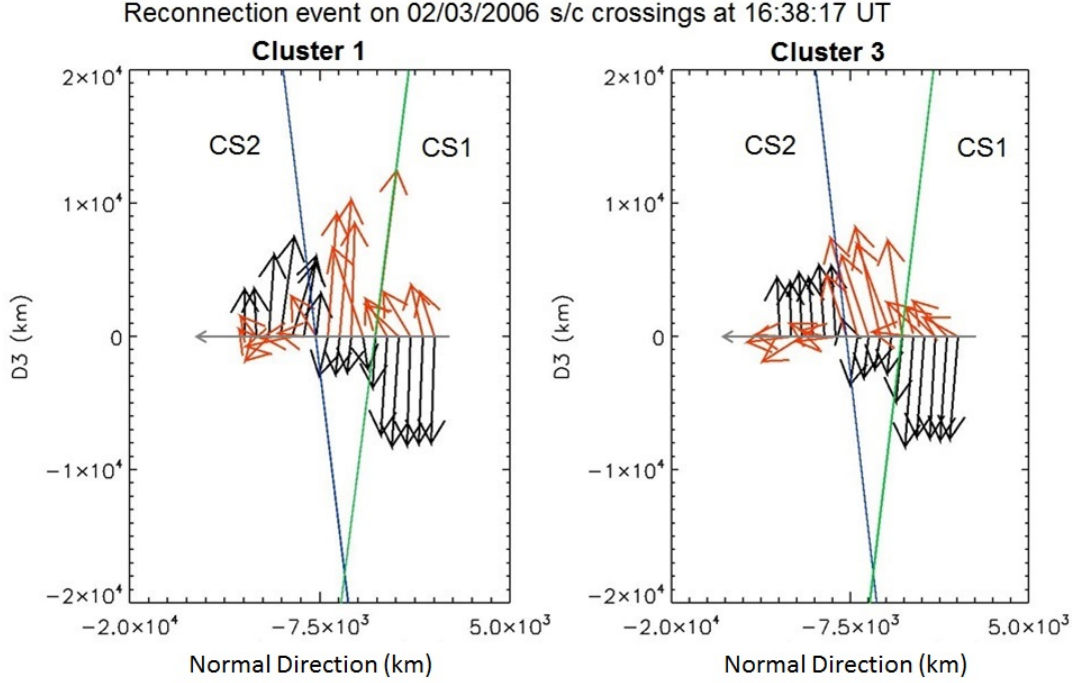 Reconnection event on 02/03/2006 s/c crossings at 16:38:17 UT
Cluster 1
2×10⁴
CS2
CS1
1×10⁴
0
−1×10⁴
−2×10⁴
D3 (km)
−2.0×10⁴
−7.5×10³
5.0×10³
Normal Direction (km)
Cluster 3
2×10⁴
CS2
CS1
1×10⁴
0
−1×10⁴
−2×10⁴
D3 (km)
−2.0×10⁴
−7.5×10³
5.0×10³
Normal Direction (km)